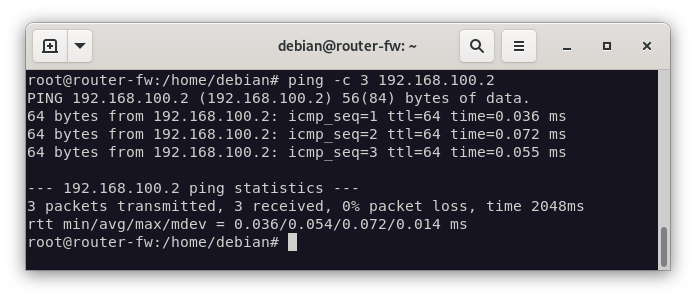 debian@router-fw: ~
root@router-fw:/home/debian# ping -c 3 192.168.100.2
PING 192.168.100.2 (192.168.100.2) 56(84) bytes of data.
64 bytes from 192.168.100.2: icmp_seq=1 ttl=64 time=0.036 ms
64 bytes from 192.168.100.2: icmp_seq=2 ttl=64 time=0.072 ms
64 bytes from 192.168.100.2: icmp_seq=3 ttl=64 time=0.055 ms

--- 192.168.100.2 ping statistics ---
3 packets transmitted, 3 received, 0% packet loss, time 2048ms
rtt min/avg/max/mdev = 0.036/0.054/0.072/0.014 ms
root@router-fw:/home/debian#